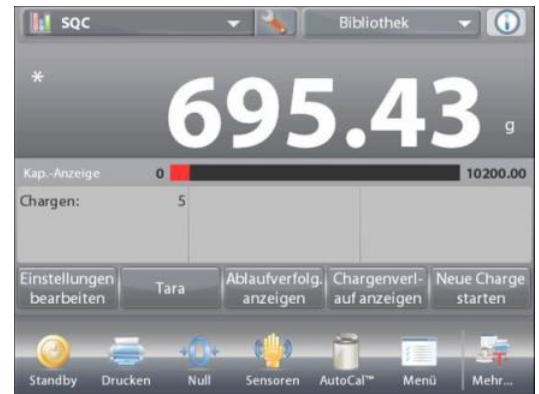 SQC
Bibliothek
*
695.43 g
Kap.-Anzeige 0 10200.00
Chargen: 5
Einstellungen
bearbeiten
Tara
Ablaufverfolg.
anzeigen
Chargenverl-
auf anzeigen
Neue Charge
starten
Standby
Drucken
Null
Sensoren
AutoCal™
Menü
Mehr...